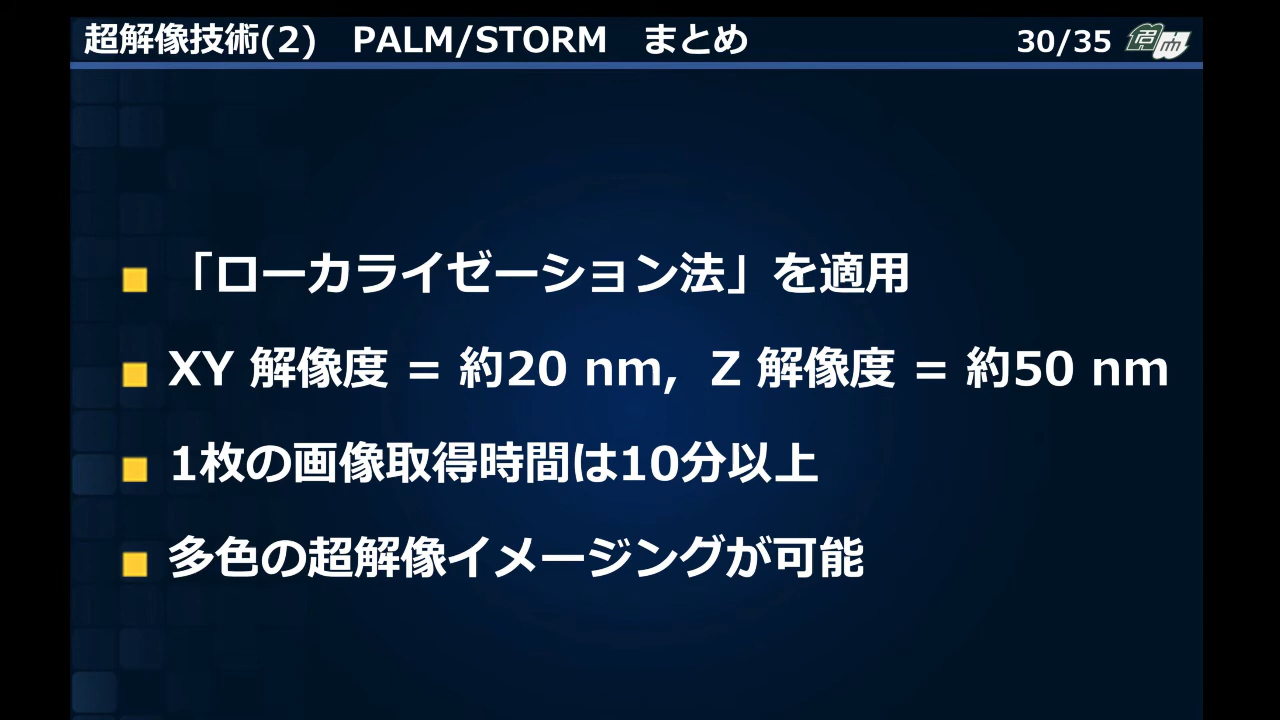 超解像技術(2)　PALM/STORM　まとめ 30/35
「ローカライゼーション法」を適用
XY 解像度 = 約20 nm, Z 解像度 = 約50 nm
1枚の画像取得時間は10分以上
多色の超解像イメージングが可能